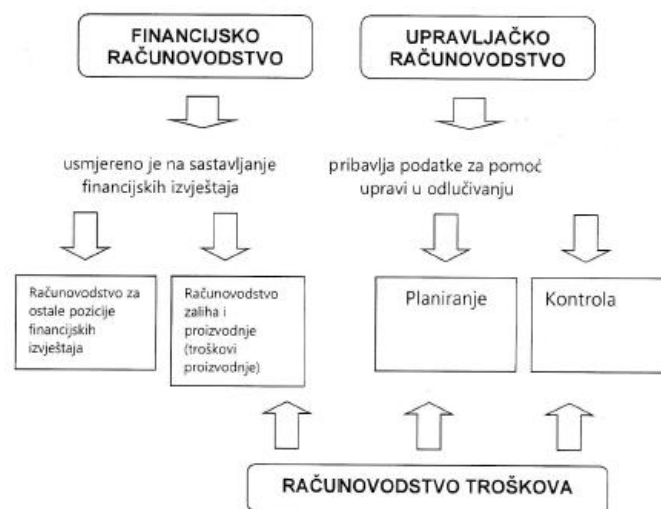 FINANCIJSKO
RAČUNOVODSTVO
UPRAVLJAČKO
RAČUNOVODSTVO
usmjereno je na sastavljanje
financijskih izvještaja
pribavlja podatke za pomoć
upravi u odlučivanju
Računovodstvo za
ostale pozicije
financijskih
izvještaja
Računovodstvo
zaliha i
proizvodnje
(troškovi
proizvodnje)
Planiranje
Kontrola
RAČUNOVODSTVO TROŠKOVA